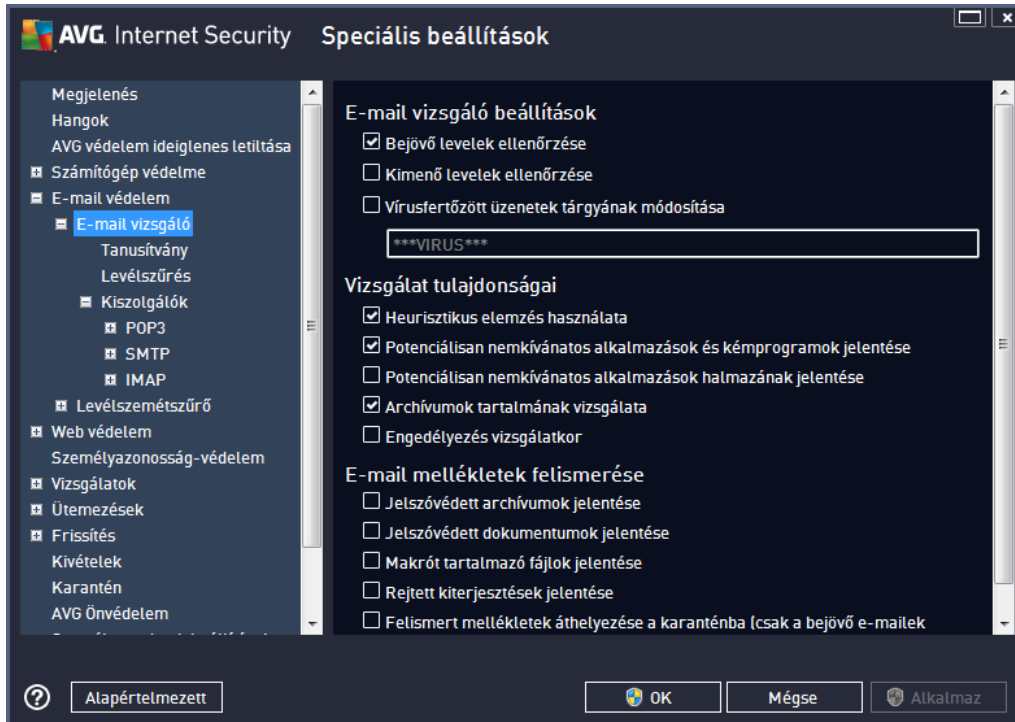 AVG. Internet Security Speciális beállítások
Megjelenés
Hangok
AVG védelem ideiglenes letiltása
Számítógép védelme
E-mail védelem
E-mail vizsgáló
Tanusítvány
Levélszűrés
Kiszolgálók
POP3
SMTP
IMAP
Levélszemétszűrő
Web védelem
Személyazonosság-védelem
Vizsgálatok
Ütemezések
Frissítés
Kivételek
Karantén
AVG Önvédelem
E-mail vizsgáló beállítások
Bejövő levelek ellenőrzése
Kimenő levelek ellenőrzése
Vírusfertőzött üzenetek tárgyának módosítása
***VIRUS***
Vizsgálat tulajdonságai
Heurisztikus elemzés használata
Potenciálisan nemkívánatos alkalmazások és kémprogramok jelentése
Potenciálisan nemkívánatos alkalmazások halmazának jelentése
Archívumok tartalmának vizsgálata
Engedélyezés vizsgálatkor
E-mail mellékletek felismerése
Jelszóvédett archívumok jelentése
Jelszóvédett dokumentumok jelentése
Makrót tartalmazó fájlok jelentése
Rejtett kiterjesztések jelentése
Felismert mellékletek áthelyezése a karanténba (csak a bejövő e-mailek
Alapértelmezett
OK
Mégse
Alkalmaz